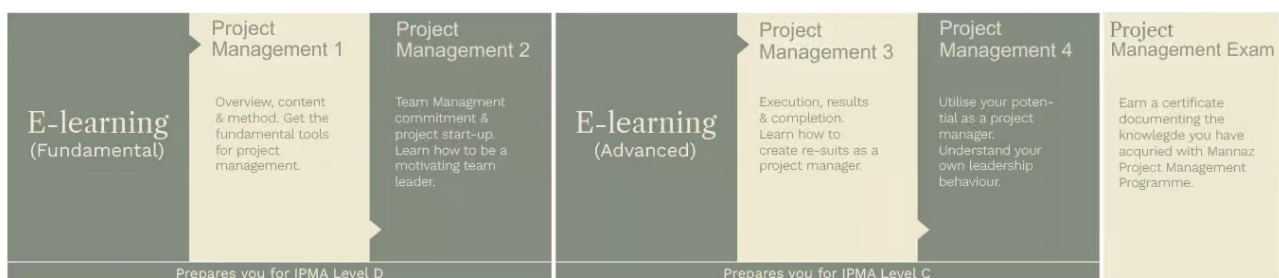 E-learning
(Fundamental)
Project
Management 1
Overview, content
& method. Get the
fundamental tools
for project
management.
Project
Management 2
Team Managment
commitment &
project start-up.
Learn how to be a
motivating team
leader.
Prepares you for IPMA Level D
E-learning
(Advanced)
Project
Management 3
Execution, results
& completion.
Learn how to
create re-suits as a
project manager.
Project
Management 4
Utilise your poten-
tial as a project
manager.
Understand your
own leadership
behaviour.
Prepares you for IPMA Level C
Project
Management Exam
Earn a certificate
documenting the
knowlegde you have
acquried with Mannaz
Project Management
Programme.